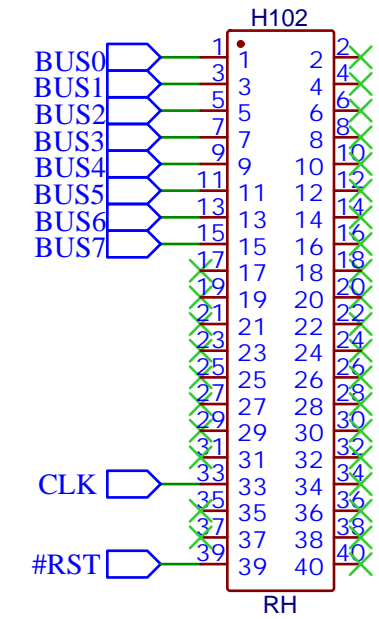 H102
BUS0 1 1 2 2
BUS1 3 3 4 4
BUS2 5 5 6 6
BUS3 7 7 8 8
BUS4 9 9 10 10
BUS5 11 11 12 12
BUS6 13 13 14 14
BUS7 15 15 16 16
17 17 18 18
19 19 20 20
21 21 22 22
23 23 24 24
25 25 26 26
27 27 28 28
29 29 30 30
31 31 32 32
CLK 33 33 34 34
35 35 36 36
37 37 38 38
#RST 39 39 40 40
RH